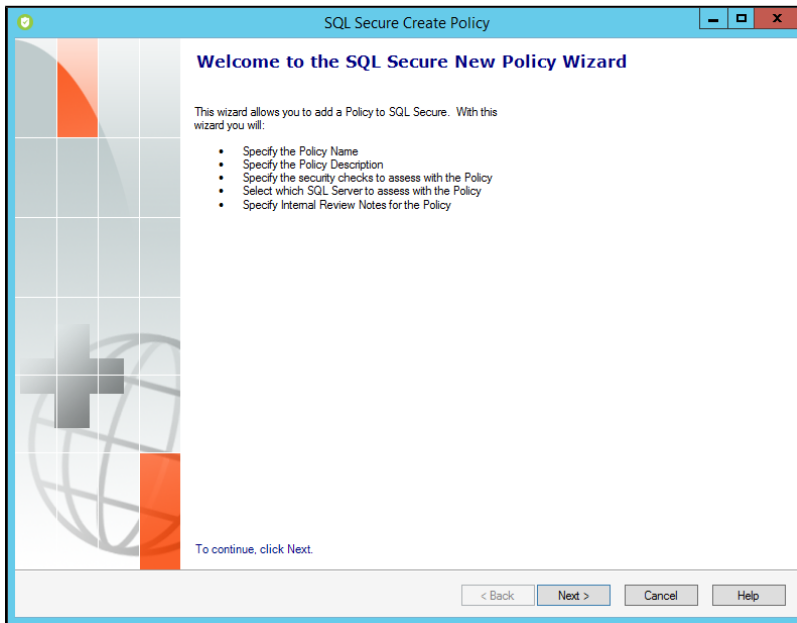 SQL Secure Create Policy
Welcome to the SQL Secure New Policy Wizard
This wizard allows you to add a Policy to SQL Secure. With this
wizard you will:
• Specify the Policy Name
• Specify the Policy Description
• Specify the security checks to assess with the Policy
• Select which SQL Server to assess with the Policy
• Specify Internal Review Notes for the Policy
To continue, click Next.
< Back Next > Cancel Help